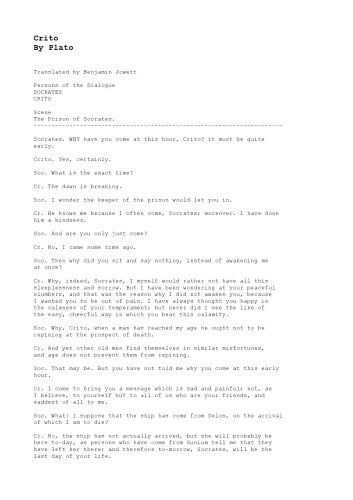 Crito
By Plato
Translated by Benjamin Jowett
Persons of the Dialogue
SOCRATES
CRITO
Scene
The Prison of Socrates.
----------------------------------------------------------------------
Socrates. WHY have you come at this hour, Crito? it must be quite
early.
Crito. Yes, certainly.
Soc. What is the exact time?
Cr. The dawn is breaking.
Soc. I wonder the keeper of the prison would let you in.
Cr. He knows me because I often come, Socrates; moreover. I have done
him a kindness.
Soc. And are you only just come?
Cr. No, I came some time ago.
Soc. Then why did you sit and say nothing, instead of awakening me
at once?
Cr. Why, indeed, Socrates, I myself would rather not have all this
sleeplessness and sorrow. But I have been wondering at your peaceful
slumbers, and that was the reason why I did not awaken you, because
I wanted you to be out of pain. I have always thought you happy in
the calmness of your temperament; but never did I see the like of
the easy, cheerful way in which you bear this calamity.
Soc. Why, Crito, when a man has reached my age he ought not to be
repining at the prospect of death.
Cr. And yet other old men find themselves in similar misfortunes,
and age does not prevent them from repining.
Soc. That may be. But you have not told me why you come at this early
hour.
Cr. I come to bring you a message which is sad and painful; not, as
I believe, to yourself but to all of us who are your friends, and
saddest of all to me.
Soc. What! I suppose that the ship has come from Delos, on the arrival
of which I am to die?
Cr. No, the ship has not actually arrived, but she will probably be
here to-day, as persons who have come from Sunium tell me that they
have left her there; and therefore to-morrow, Socrates, will be the
last day of your life.